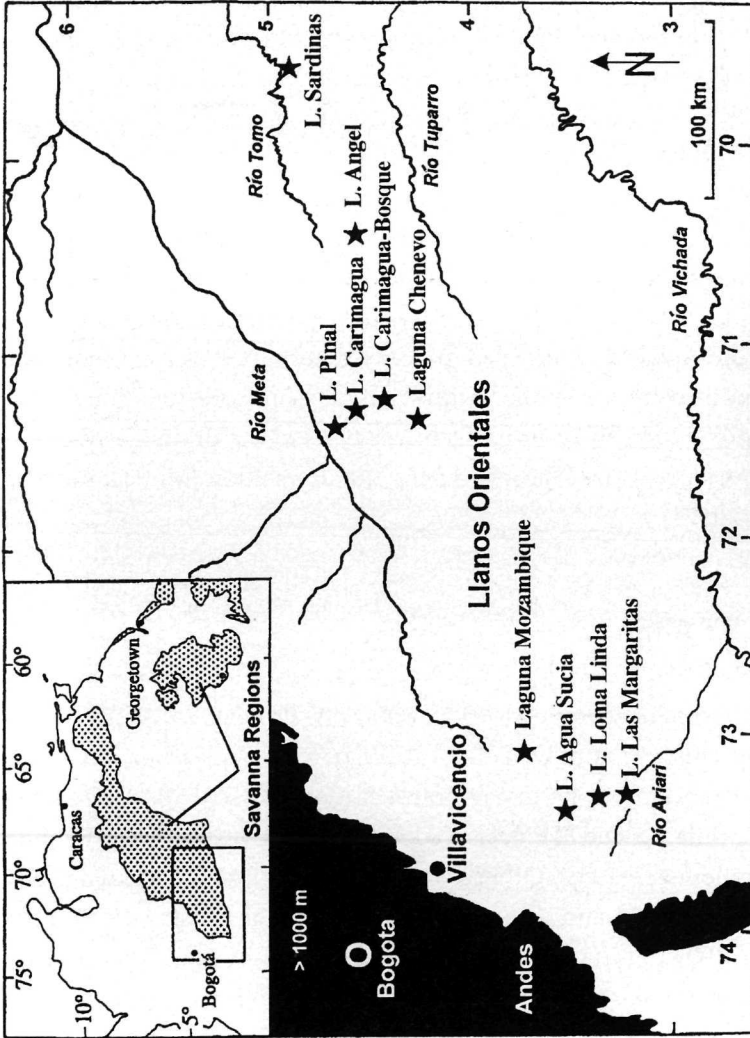 75°
70°
65°
60°
10°
5°
Caracas
Georgetown
Bogotá
Savanna Regions
> 1000 m
Bogota
Andes
Villavicencio
Llanos Orientales
Río Meta
Río Tomo
Río Tuparro
Río Vichada
Río Ariari
L. Sardinas
L. Angel
L. Pinal
L. Carimagua
L. Carimagua-Bosque
Laguna Chenevo
Laguna Mozambique
L. Agua Sucia
L. Loma Linda
L. Las Margaritas
N
100 km
6
5
4
3
74
73
72
71
70